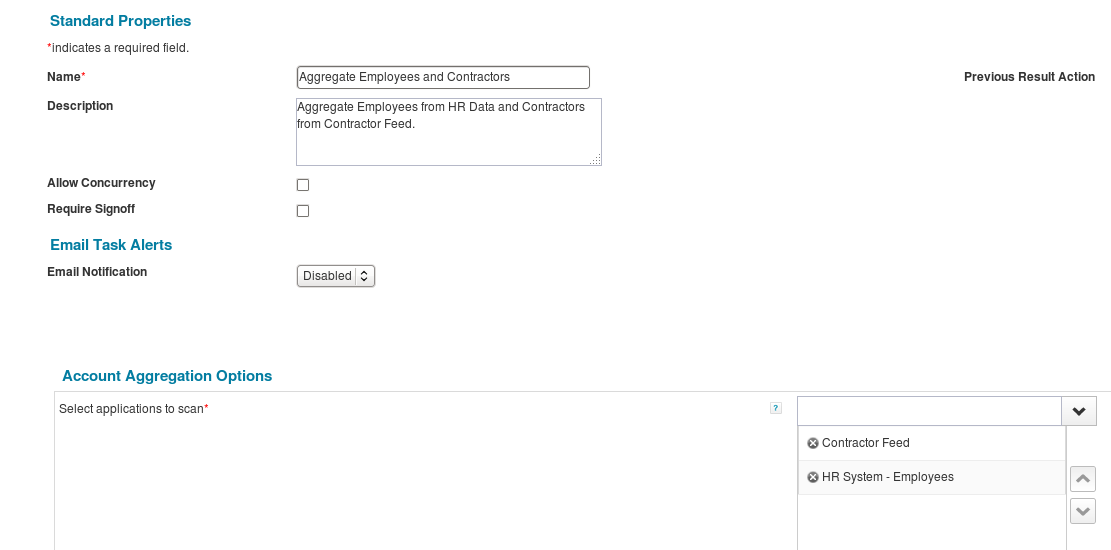 Standard Properties
*indicates a required field.
Name* Aggregate Employees and Contractors Previous Result Action
Description Aggregate Employees from HR Data and Contractors
from Contractor Feed.
Allow Concurrency
Require Signoff
Email Task Alerts
Email Notification Disabled
Account Aggregation Options
Select applications to scan* ?
Contractor Feed
HR System - Employees